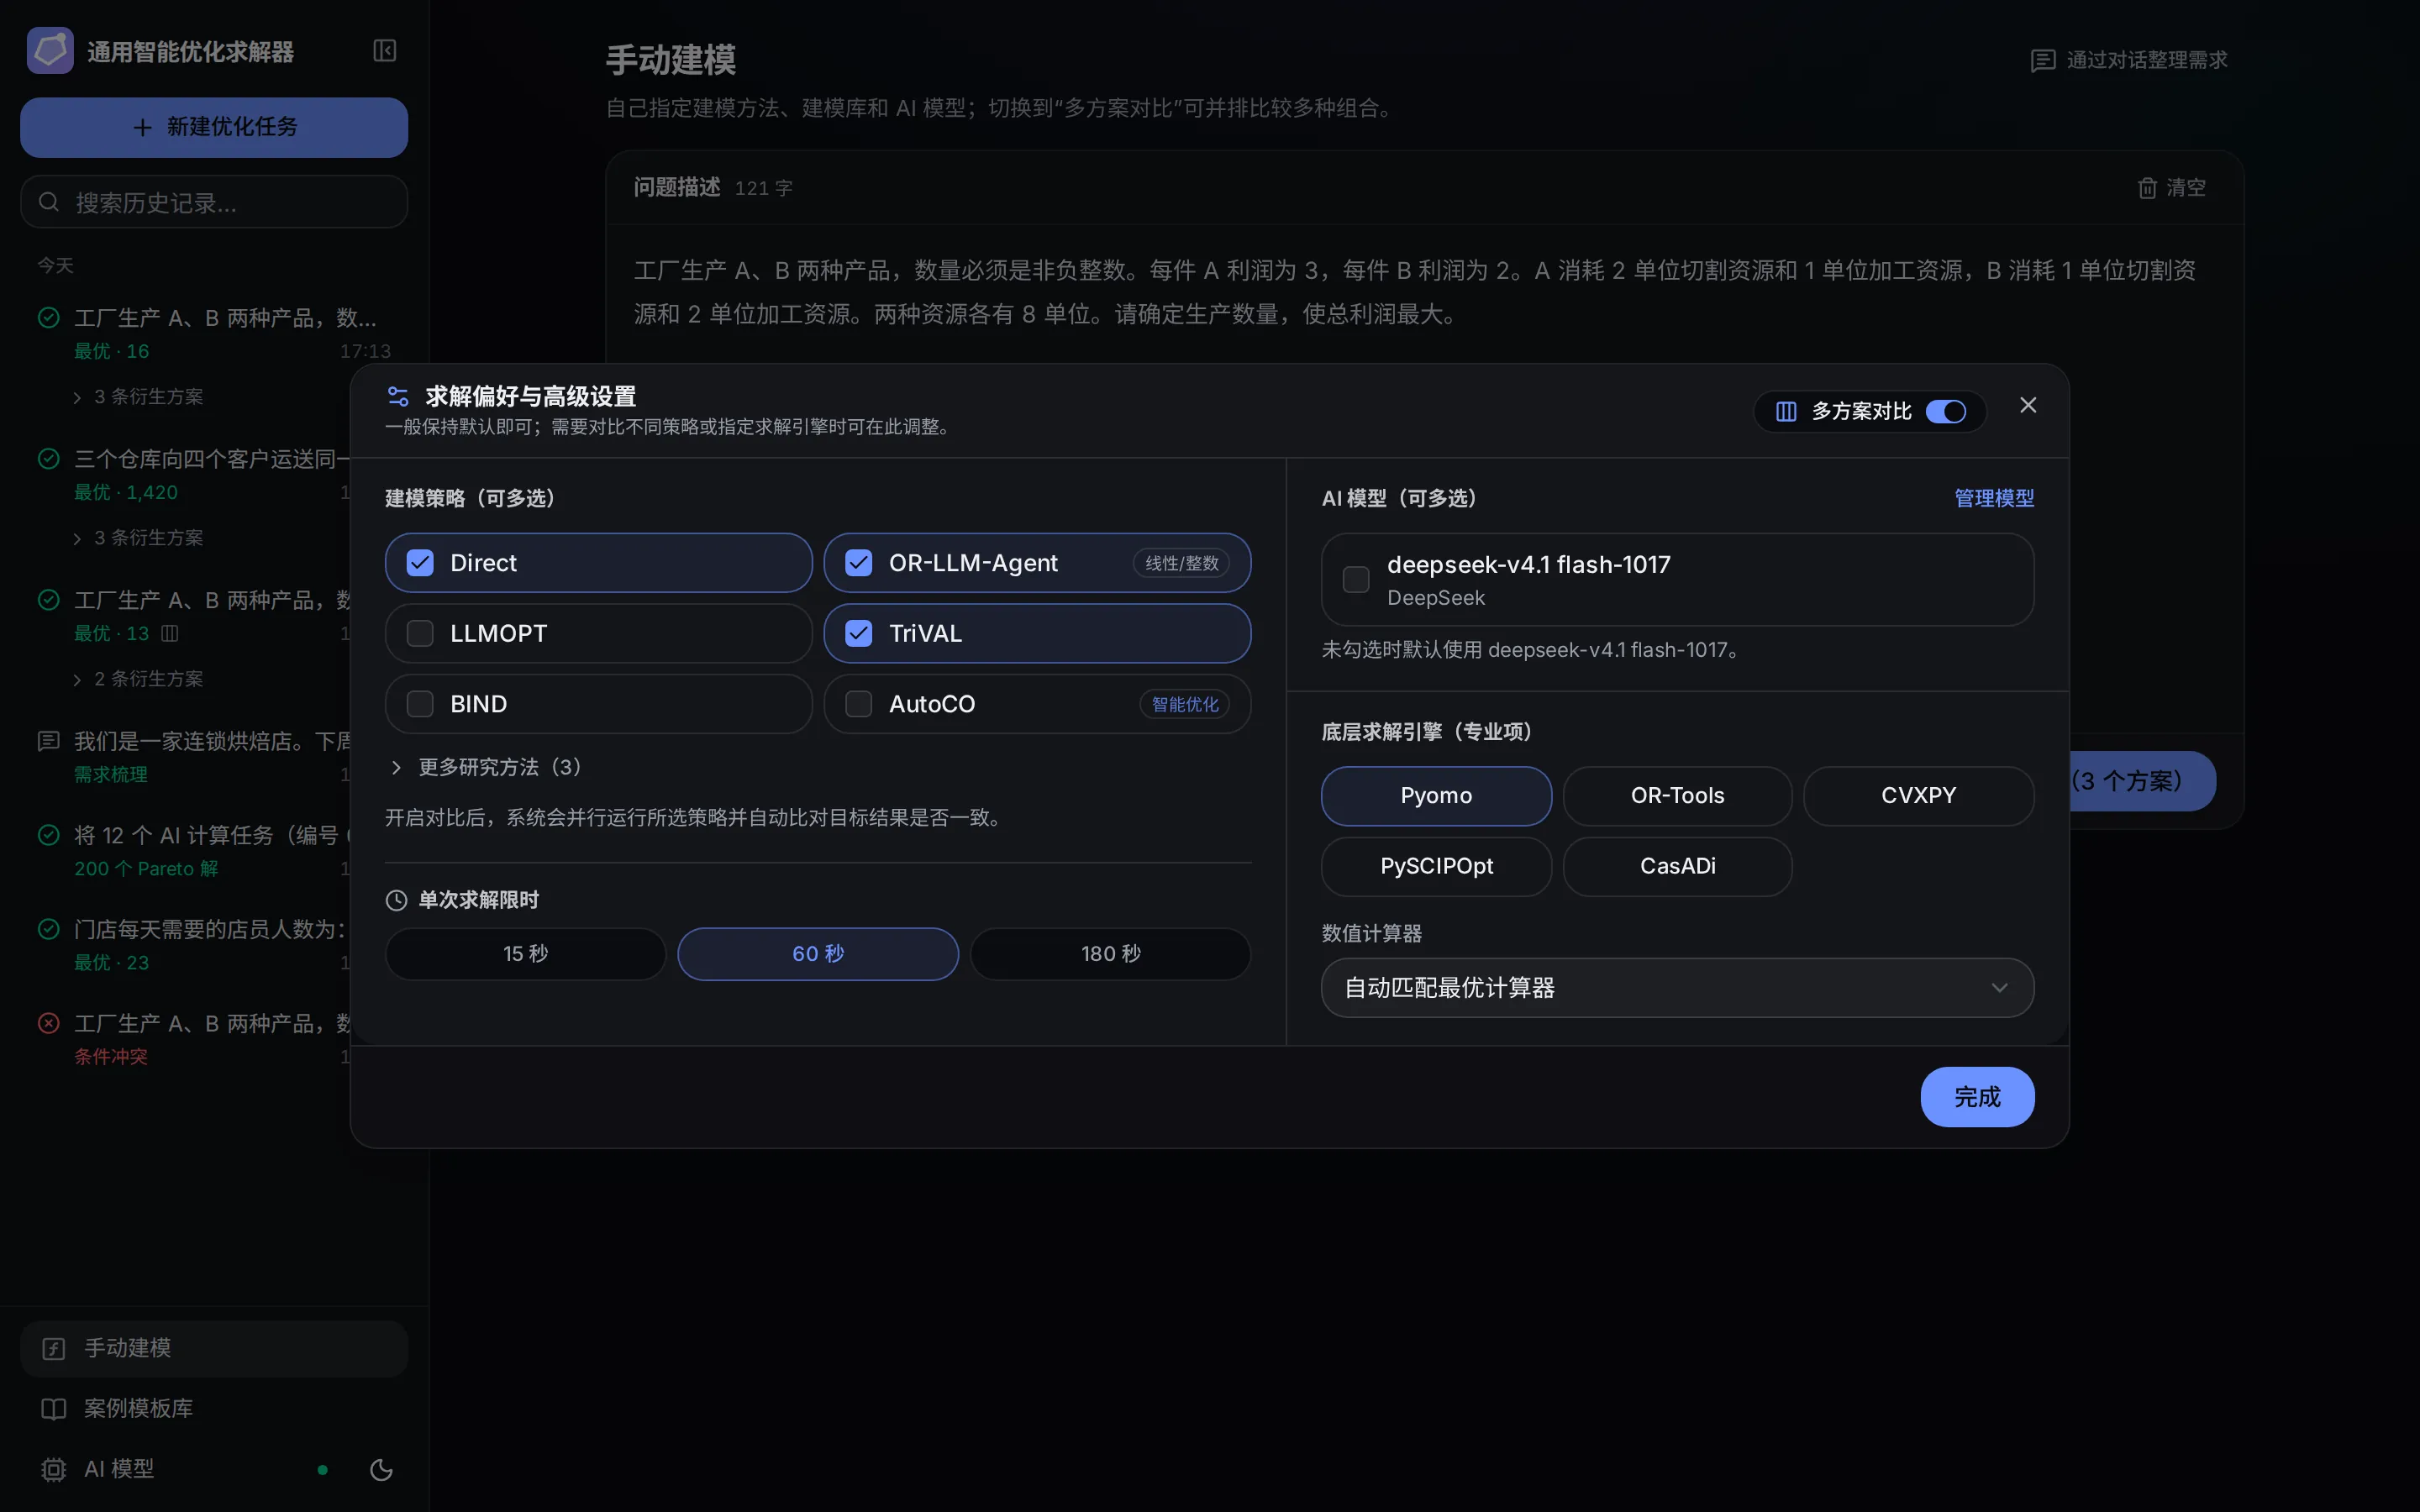 通用智能优化求解器
新建优化任务
搜索历史记录...
今天
工厂生产 A、B 两种产品，数...
最优 · 16
17:13
3 条衍生方案
三个仓库向四个客户运送同一
最优 · 1,420
1
3 条衍生方案
工厂生产 A、B 两种产品，数
最优 · 13
1
2 条衍生方案
我们是一家连锁烘焙店。下周
需求梳理
1
将 12 个 AI 计算任务（编号
200 个 Pareto 解
1
门店每天需要的店员人数为：
最优 · 23
1
工厂生产 A、B 两种产品，数
条件冲突
1
手动建模
案例模板库
AI 模型
手动建模
通过对话整理需求
自己指定建模方法、建模库和 AI 模型；切换到“多方案对比”可并排比较多种组合。
问题描述 121 字
清空
工厂生产 A、B 两种产品，数量必须是非负整数。每件 A 利润为 3，每件 B 利润为 2。A 消耗 2 单位切割资源和 1 单位加工资源，B 消耗 1 单位切割资
源和 2 单位加工资源。两种资源各有 8 单位。请确定生产数量，使总利润最大。
（3 个方案）
求解偏好与高级设置
一般保持默认即可；需要对比不同策略或指定求解引擎时可在此调整。
多方案对比
建模策略（可多选）
Direct
OR-LLM-Agent 线性/整数
LLMOPT
TriVAL
BIND
AutoCO 智能优化
更多研究方法（3）
开启对比后，系统会并行运行所选策略并自动比对目标结果是否一致。
单次求解限时
15 秒
60 秒
180 秒
AI 模型（可多选）
管理模型
deepseek-v4.1 flash-1017
DeepSeek
未勾选时默认使用 deepseek-v4.1 flash-1017。
底层求解引擎（专业项）
Pyomo
OR-Tools
CVXPY
PySCIPOpt
CasADi
数值计算器
自动匹配最优计算器
完成